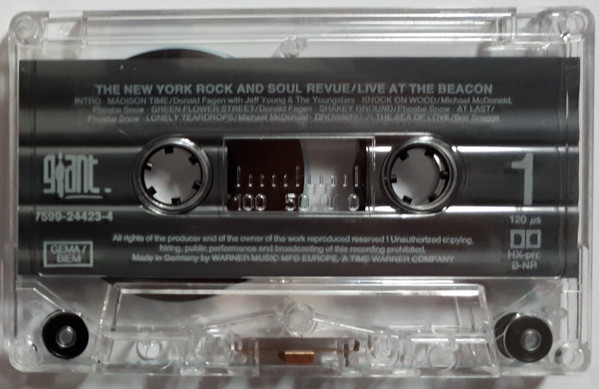 THE NEW YORK ROCK AND SOUL REVUE/LIVE AT THE BEACON
INTRO · MADISON TIME/Donald Fagen with Jeff Young & The Youngsters · KNOCK ON WOOD/Michael McDonald,
Phoebe Snow · GREEN FLOWER STREET/Donald Fagen · SHAKEY GROUND/Phoebe Snow · AT LAST/
Phoebe Snow · LONELY TEARDROPS/Michael McDonald · DROWNING IN THE SEA OF LOVE/Boz Scaggs
giant™
1
100 50 0
7599-24423-4
120 µs
GEMA/
BIEM
HX-pro
B-NR
All rights of the producer and of the owner of the work reproduced reserved! Unauthorized copying,
hiring, public performance and broadcasting of this recording prohibited.
Made in Germany by WARNER MUSIC MFG EUROPE, A TIME WARNER COMPANY